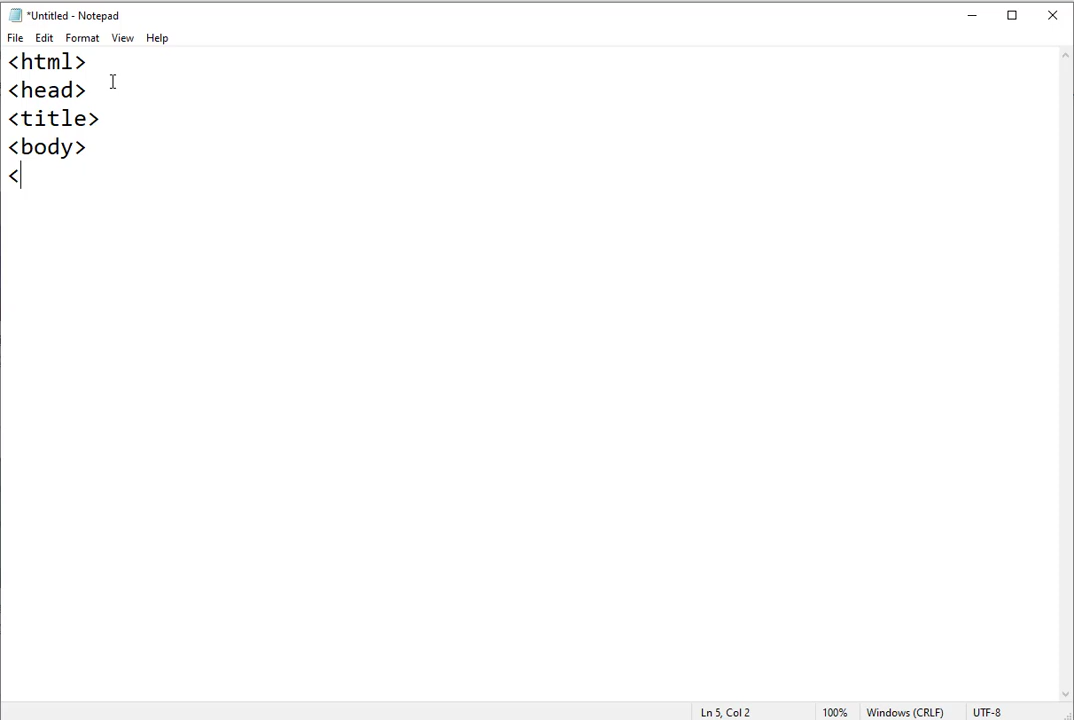 *Untitled - Notepad
File Edit Format View Help
<html>
<head>
<title>
<body>
<
Ln 5, Col 2 100% Windows (CRLF) UTF-8